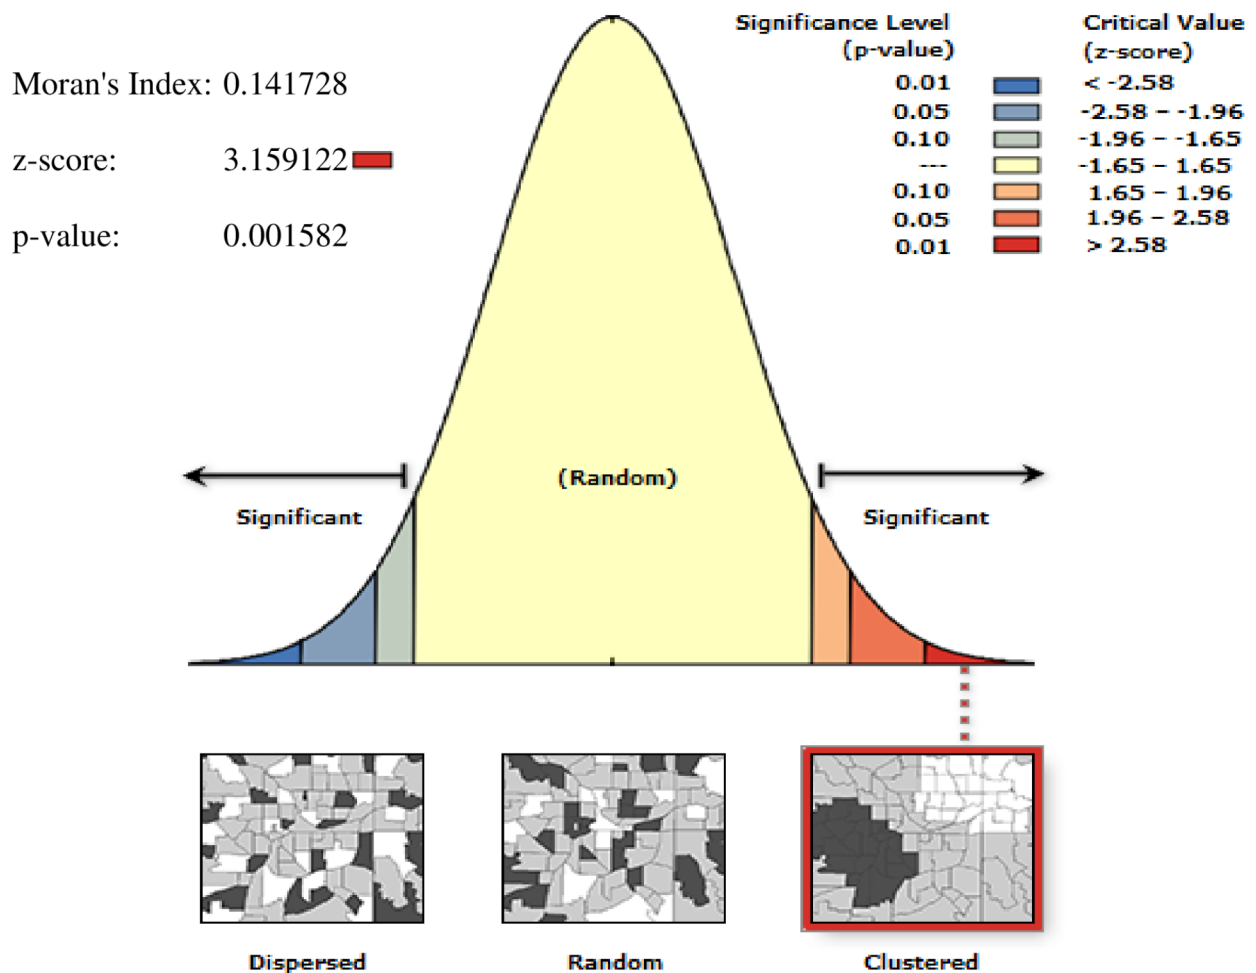 Moran's Index: 0.141728
z-score: 3.159122
p-value: 0.001582
Significance Level (p-value)
Critical Value (z-score)
0.01 < -2.58
0.05 -2.58 – -1.96
0.10 -1.96 – -1.65
--- -1.65 – 1.65
0.10 1.65 – 1.96
0.05 1.96 – 2.58
0.01 > 2.58
(Random)
Significant
Significant
Dispersed
Random
Clustered